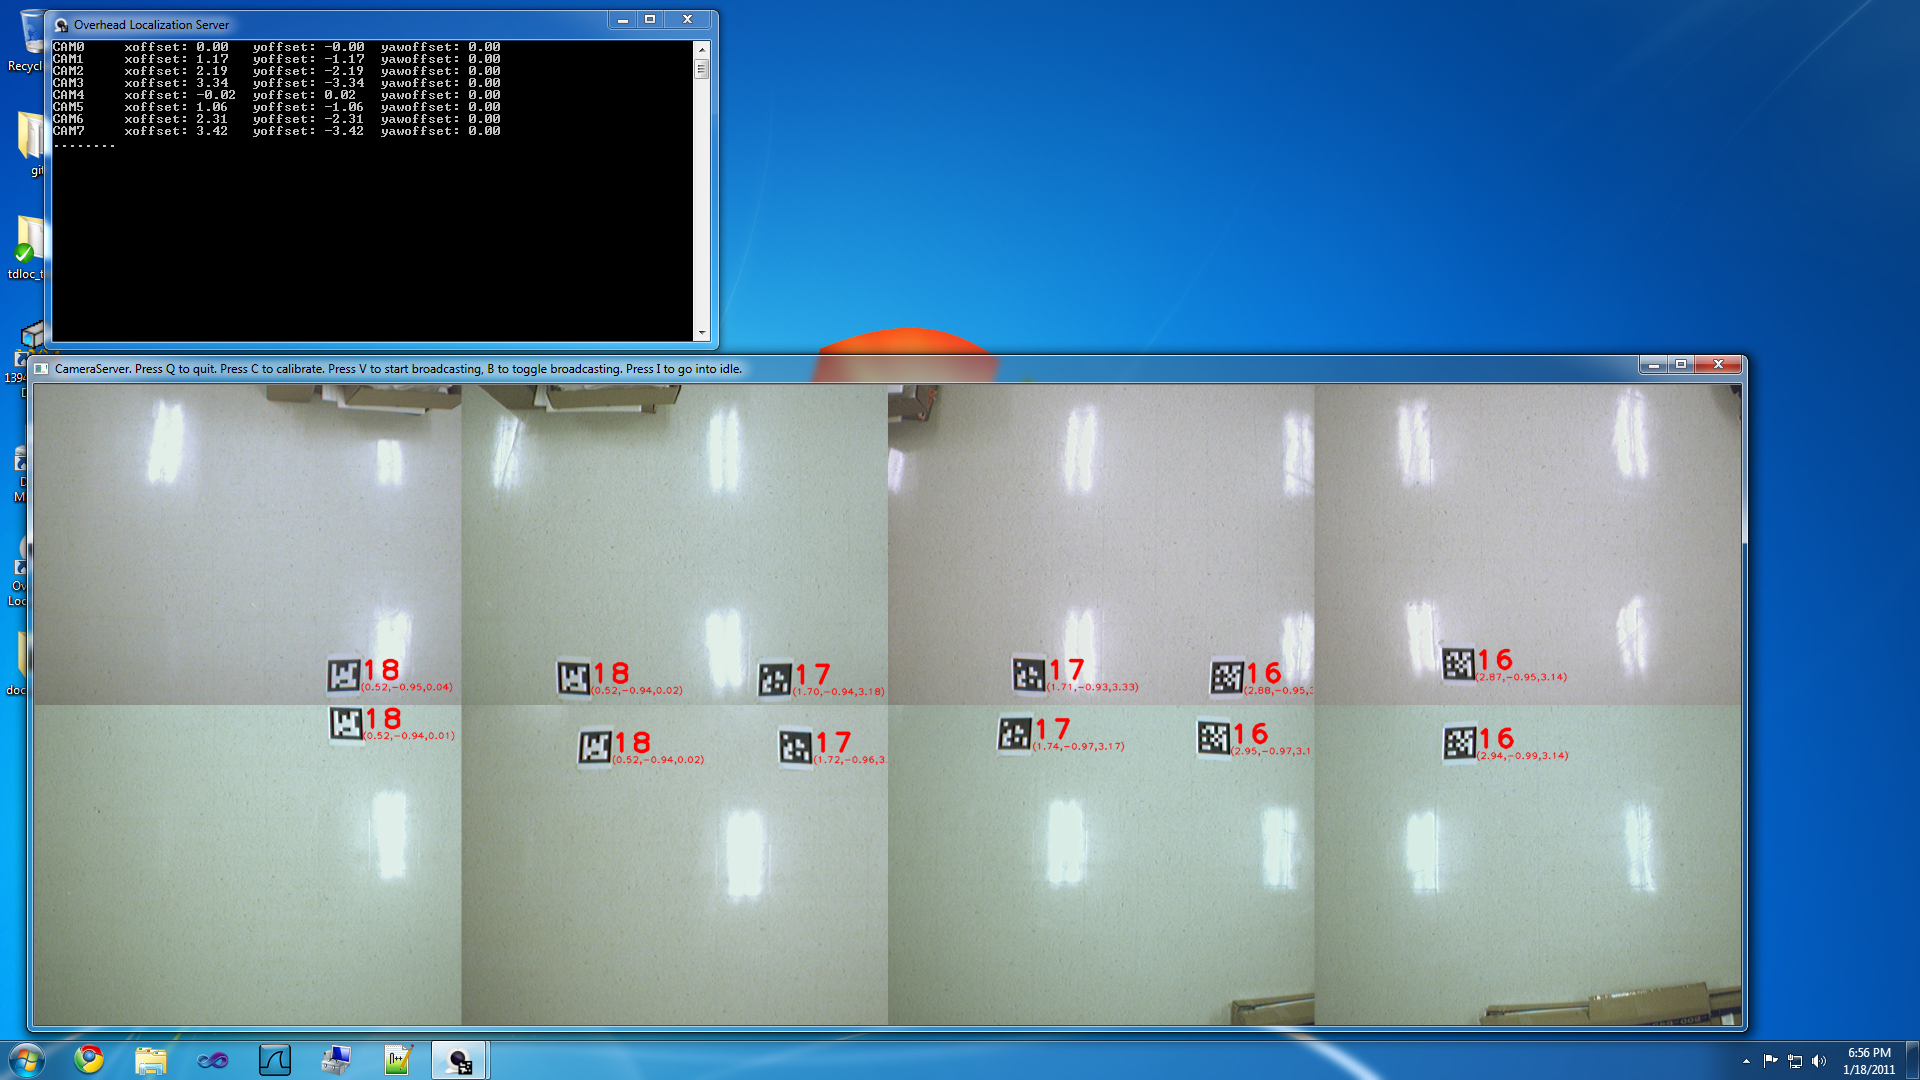 Overhead Localization Server
CAM0 xoffset: 0.00 yoffset: -0.00 yawoffset: 0.00
CAM1 xoffset: 1.17 yoffset: -1.17 yawoffset: 0.00
CAM2 xoffset: 2.19 yoffset: -2.19 yawoffset: 0.00
CAM3 xoffset: 3.34 yoffset: -3.34 yawoffset: 0.00
CAM4 xoffset: -0.02 yoffset: 0.02 yawoffset: 0.00
CAM5 xoffset: 1.06 yoffset: -1.06 yawoffset: 0.00
CAM6 xoffset: 2.31 yoffset: -2.31 yawoffset: 0.00
CAM7 xoffset: 3.42 yoffset: -3.42 yawoffset: 0.00
--------
Recycl
git
tdloc_t
1394
D
D
M
Ov
Loc
doc
CameraServer. Press Q to quit. Press C to calibrate. Press V to start broadcasting, B to toggle broadcasting. Press I to go into idle.
18
(0.52,-0.95,0.04)
18
(0.52,-0.94,0.02)
17
(1.70,-0.94,3.18)
17
(1.71,-0.93,3.33)
16
(2.88,-0.95,3
16
(2.87,-0.95,3.14)
18
(0.52,-0.94,0.01)
18
(0.52,-0.94,0.02)
17
(1.72,-0.96,3.
17
(1.74,-0.97,3.17)
16
(2.95,-0.97,3.1
16
(2.94,-0.99,3.14)
6:56 PM
1/18/2011